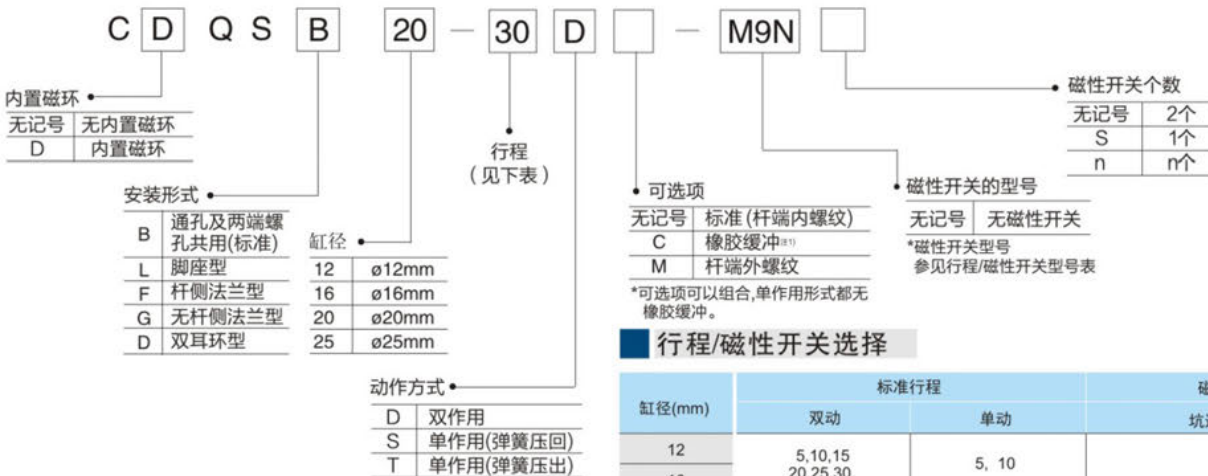 C D Q S B 20 — 30 D — M9N
内置磁环
无记号 无内置磁环
D 内置磁环
安装形式
B 通孔及两端螺
孔共用(标准)
L 脚座型
F 杆侧法兰型
G 无杆侧法兰型
D 双耳环型
缸径
12 ø12mm
16 ø16mm
20 ø20mm
25 ø25mm
行程
(见下表)
动作方式
D 双作用
S 单作用(弹簧压回)
T 单作用(弹簧压出)
可选项
无记号 标准(杆端内螺纹)
C 橡胶缓冲注1)
M 杆端外螺纹
*可选项可以组合,单作用形式都无
橡胶缓冲。
磁性开关的型号
无记号 无磁性开关
*磁性开关型号
参见行程/磁性开关型号表
磁性开关个数
无记号 2个
S 1个
n n个
行程/磁性开关选择
缸径(mm) 标准行程
双动 单动
12
5,10,15
20,25,30
5, 10